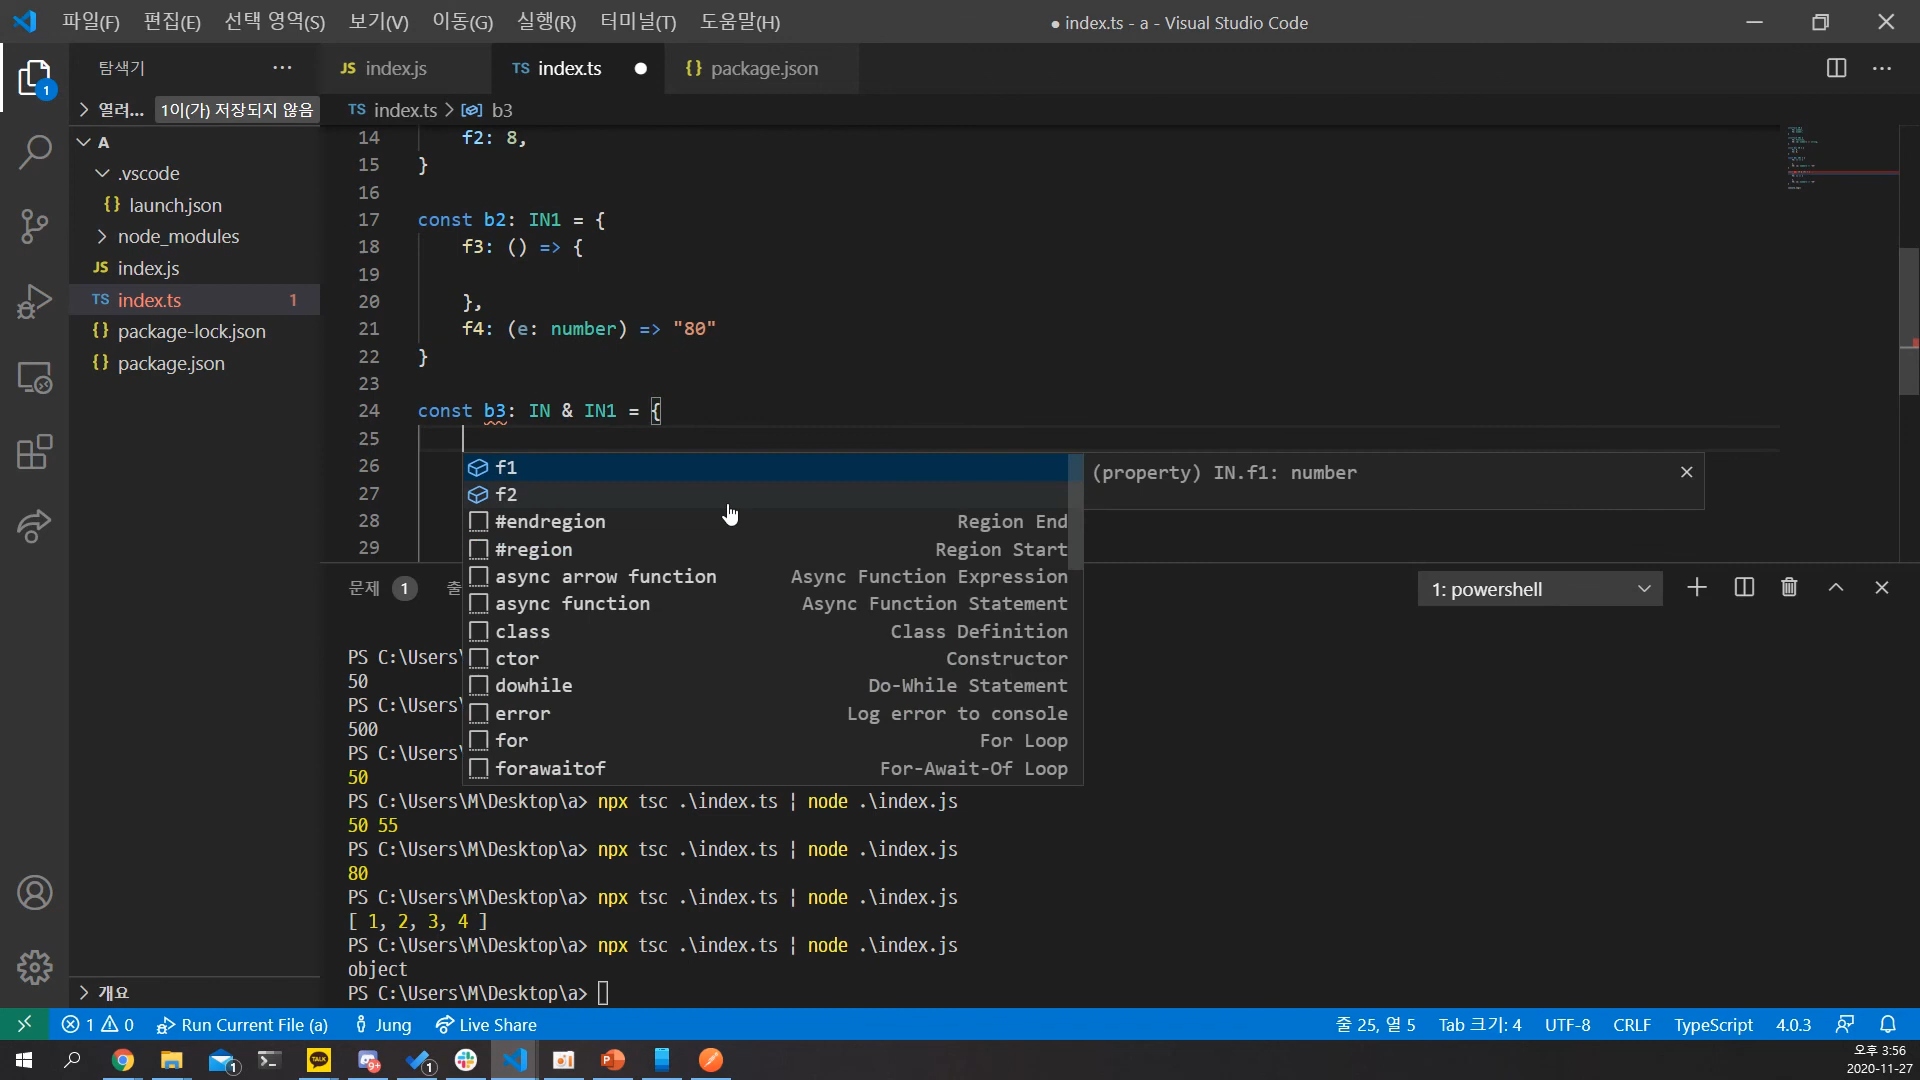 파일(F) 편집(E) 선택 영역(S) 보기(V) 이동(G) 실행(R) 터미널(T) 도움말(H)
● index.ts - a - Visual Studio Code
탐색기 ···
JS index.js
TS index.ts ●
{} package.json
열려... 1이(가) 저장되지 않음
TS index.ts > b3
A
.vscode
{} launch.json
node_modules
JS index.js
TS index.ts 1
{} package-lock.json
{} package.json
개요
14 f2: 8,
15 }
16
17 const b2: IN1 = {
18 f3: () => {
19
20 },
21 f4: (e: number) => "80"
22 }
23
24 const b3: IN & IN1 = {
25
26
27
28
29
f1
f2
#endregion Region End
#region Region Start
async arrow function Async Function Expression
async function Async Function Statement
class Class Definition
ctor Constructor
dowhile Do-While Statement
error Log error to console
for For Loop
forawaitof For-Await-Of Loop
(property) IN.f1: number
문제 1 출
1: powershell
PS C:\Users\
50
PS C:\Users\
500
PS C:\Users\
50
PS C:\Users\M\Desktop\a> npx tsc .\index.ts | node .\index.js
50 55
PS C:\Users\M\Desktop\a> npx tsc .\index.ts | node .\index.js
80
PS C:\Users\M\Desktop\a> npx tsc .\index.ts | node .\index.js
[ 1, 2, 3, 4 ]
PS C:\Users\M\Desktop\a> npx tsc .\index.ts | node .\index.js
object
PS C:\Users\M\Desktop\a>
1 0 Run Current File (a) Jung Live Share
줄 25, 열 5 Tab 크기: 4 UTF-8 CRLF TypeScript 4.0.3
오후 3:56
2020-11-27